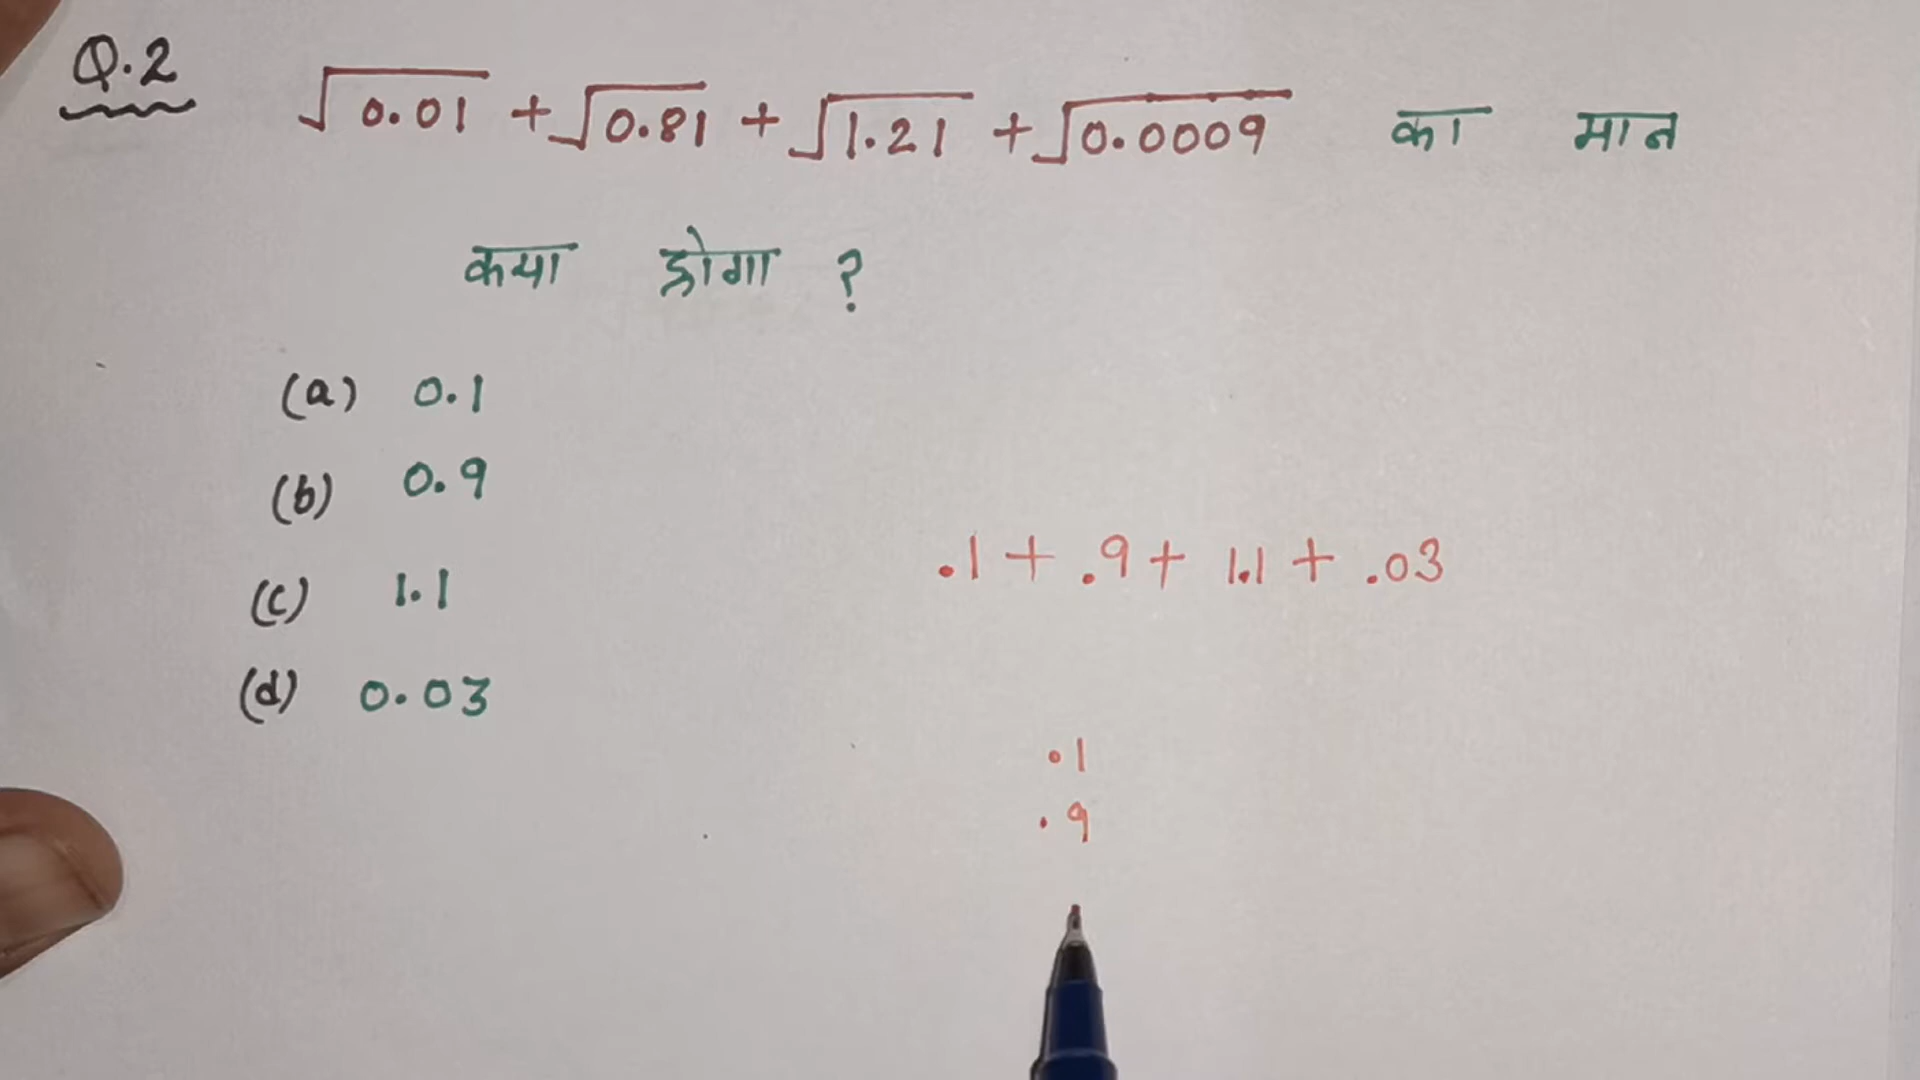 Q.2 √0.01 + √0.81 + √1.21 + √0.0009 का मान
क्या होगा ?
(a) 0.1
(b) 0.9
(c) 1.1
(d) 0.03
.1 + .9 + 1.1 + .03
.1
.9